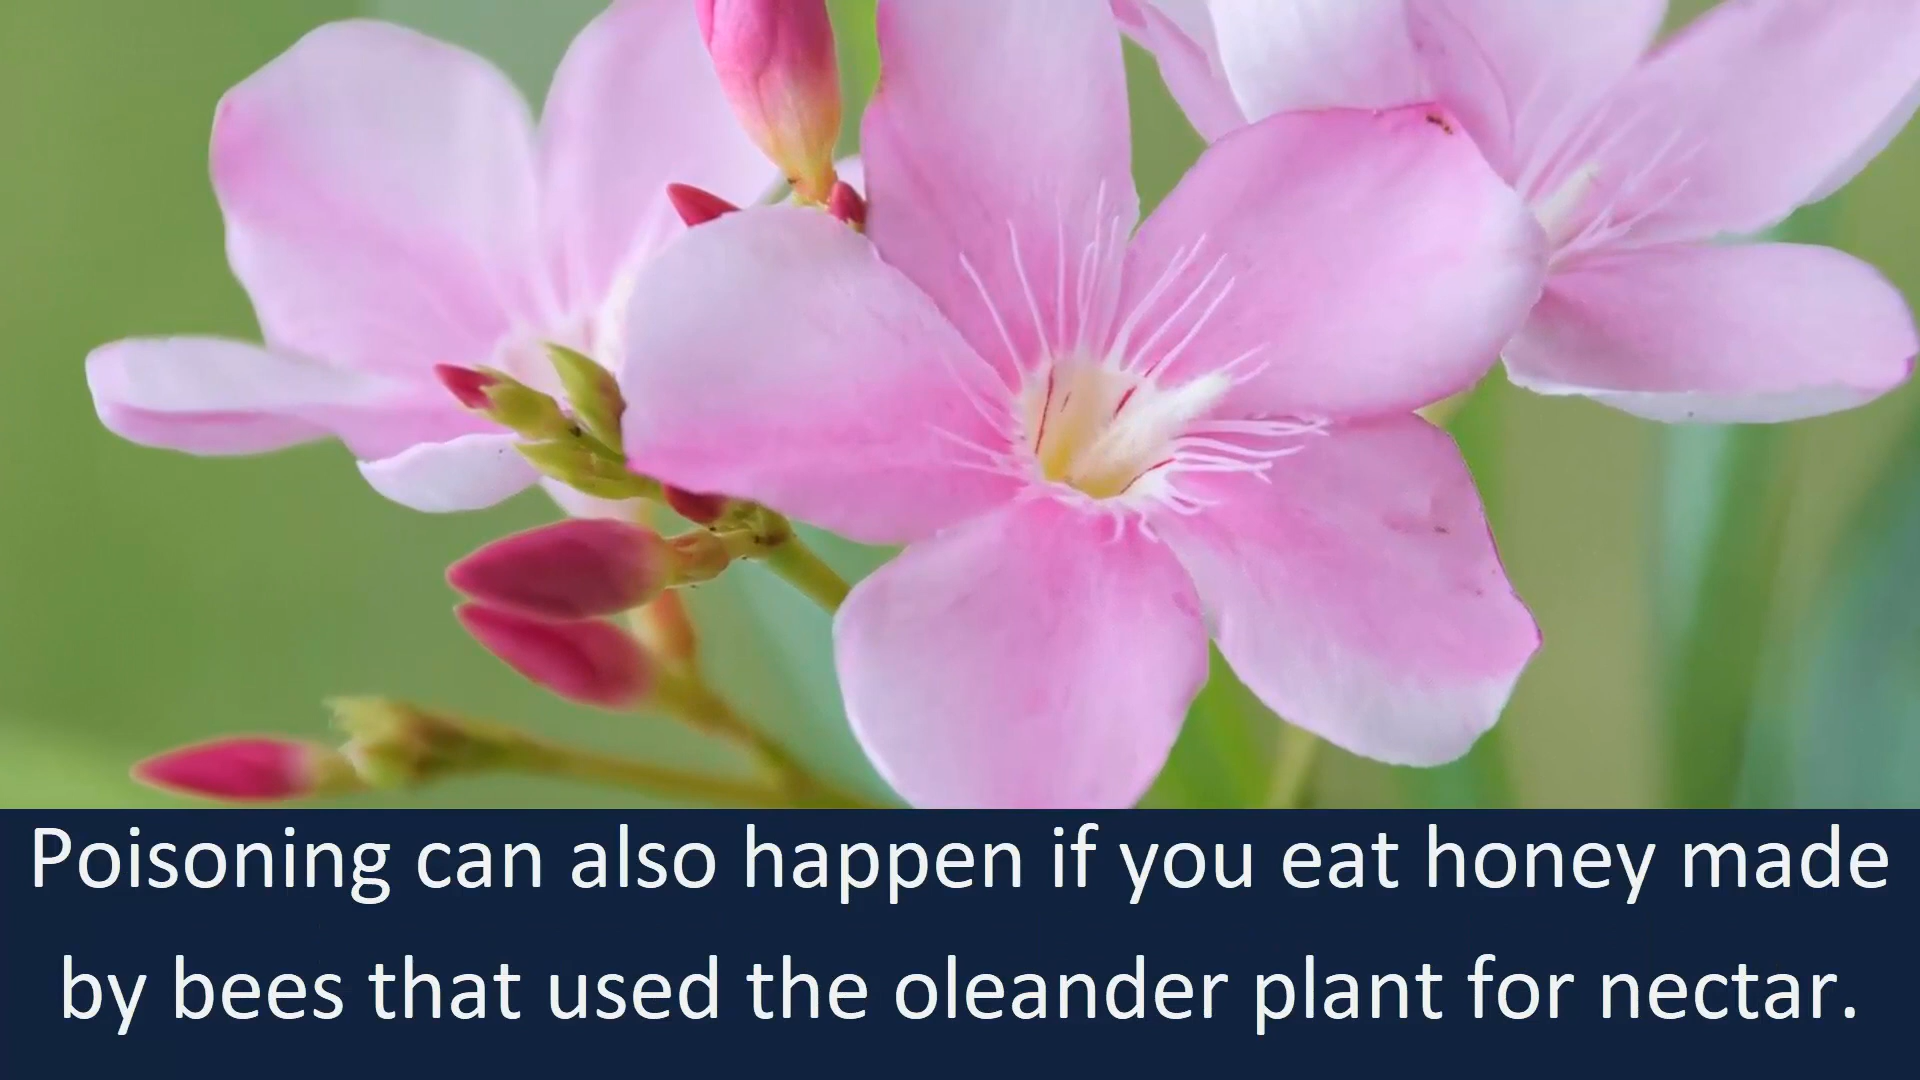 Poisoning can also happen if you eat honey made
by bees that used the oleander plant for nectar.